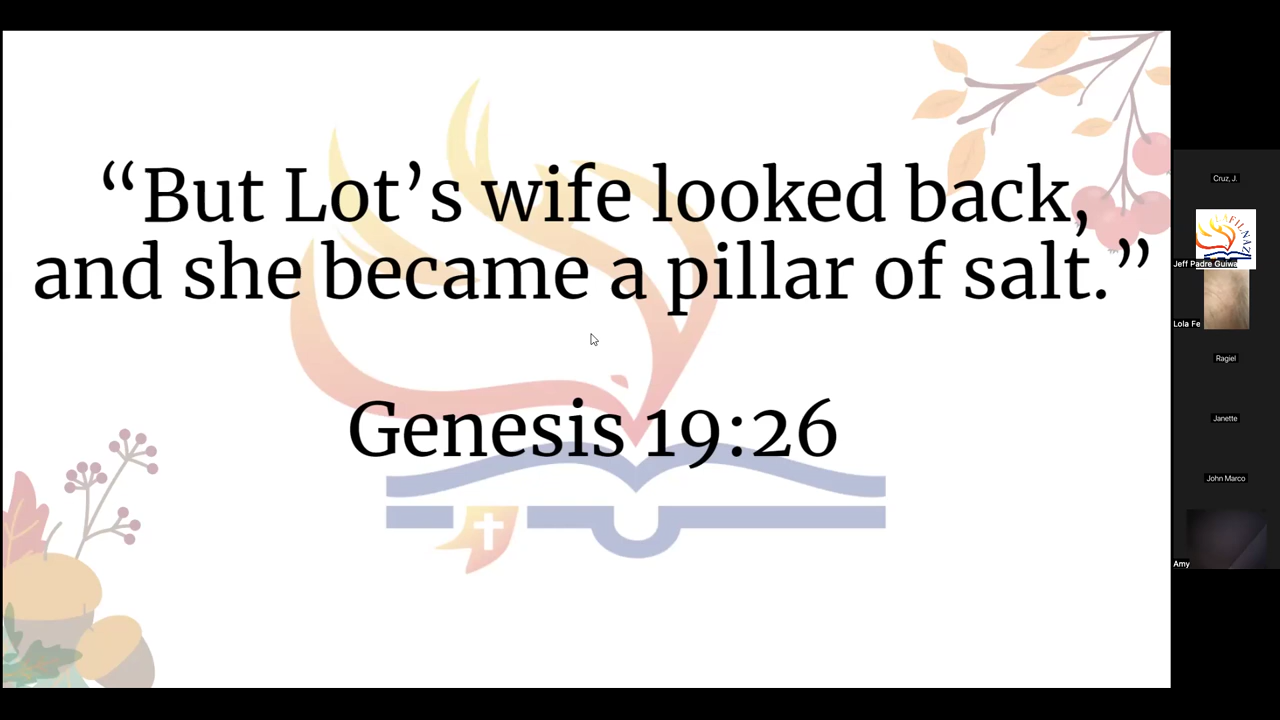 “But Lot’s wife looked back,
and she became a pillar of salt.”
Genesis 19:26
Cruz, J.
LAFILNAZ
Jeff Padre Guiwa
Lola Fe
Ragiel
Janette
John Marco
Amy